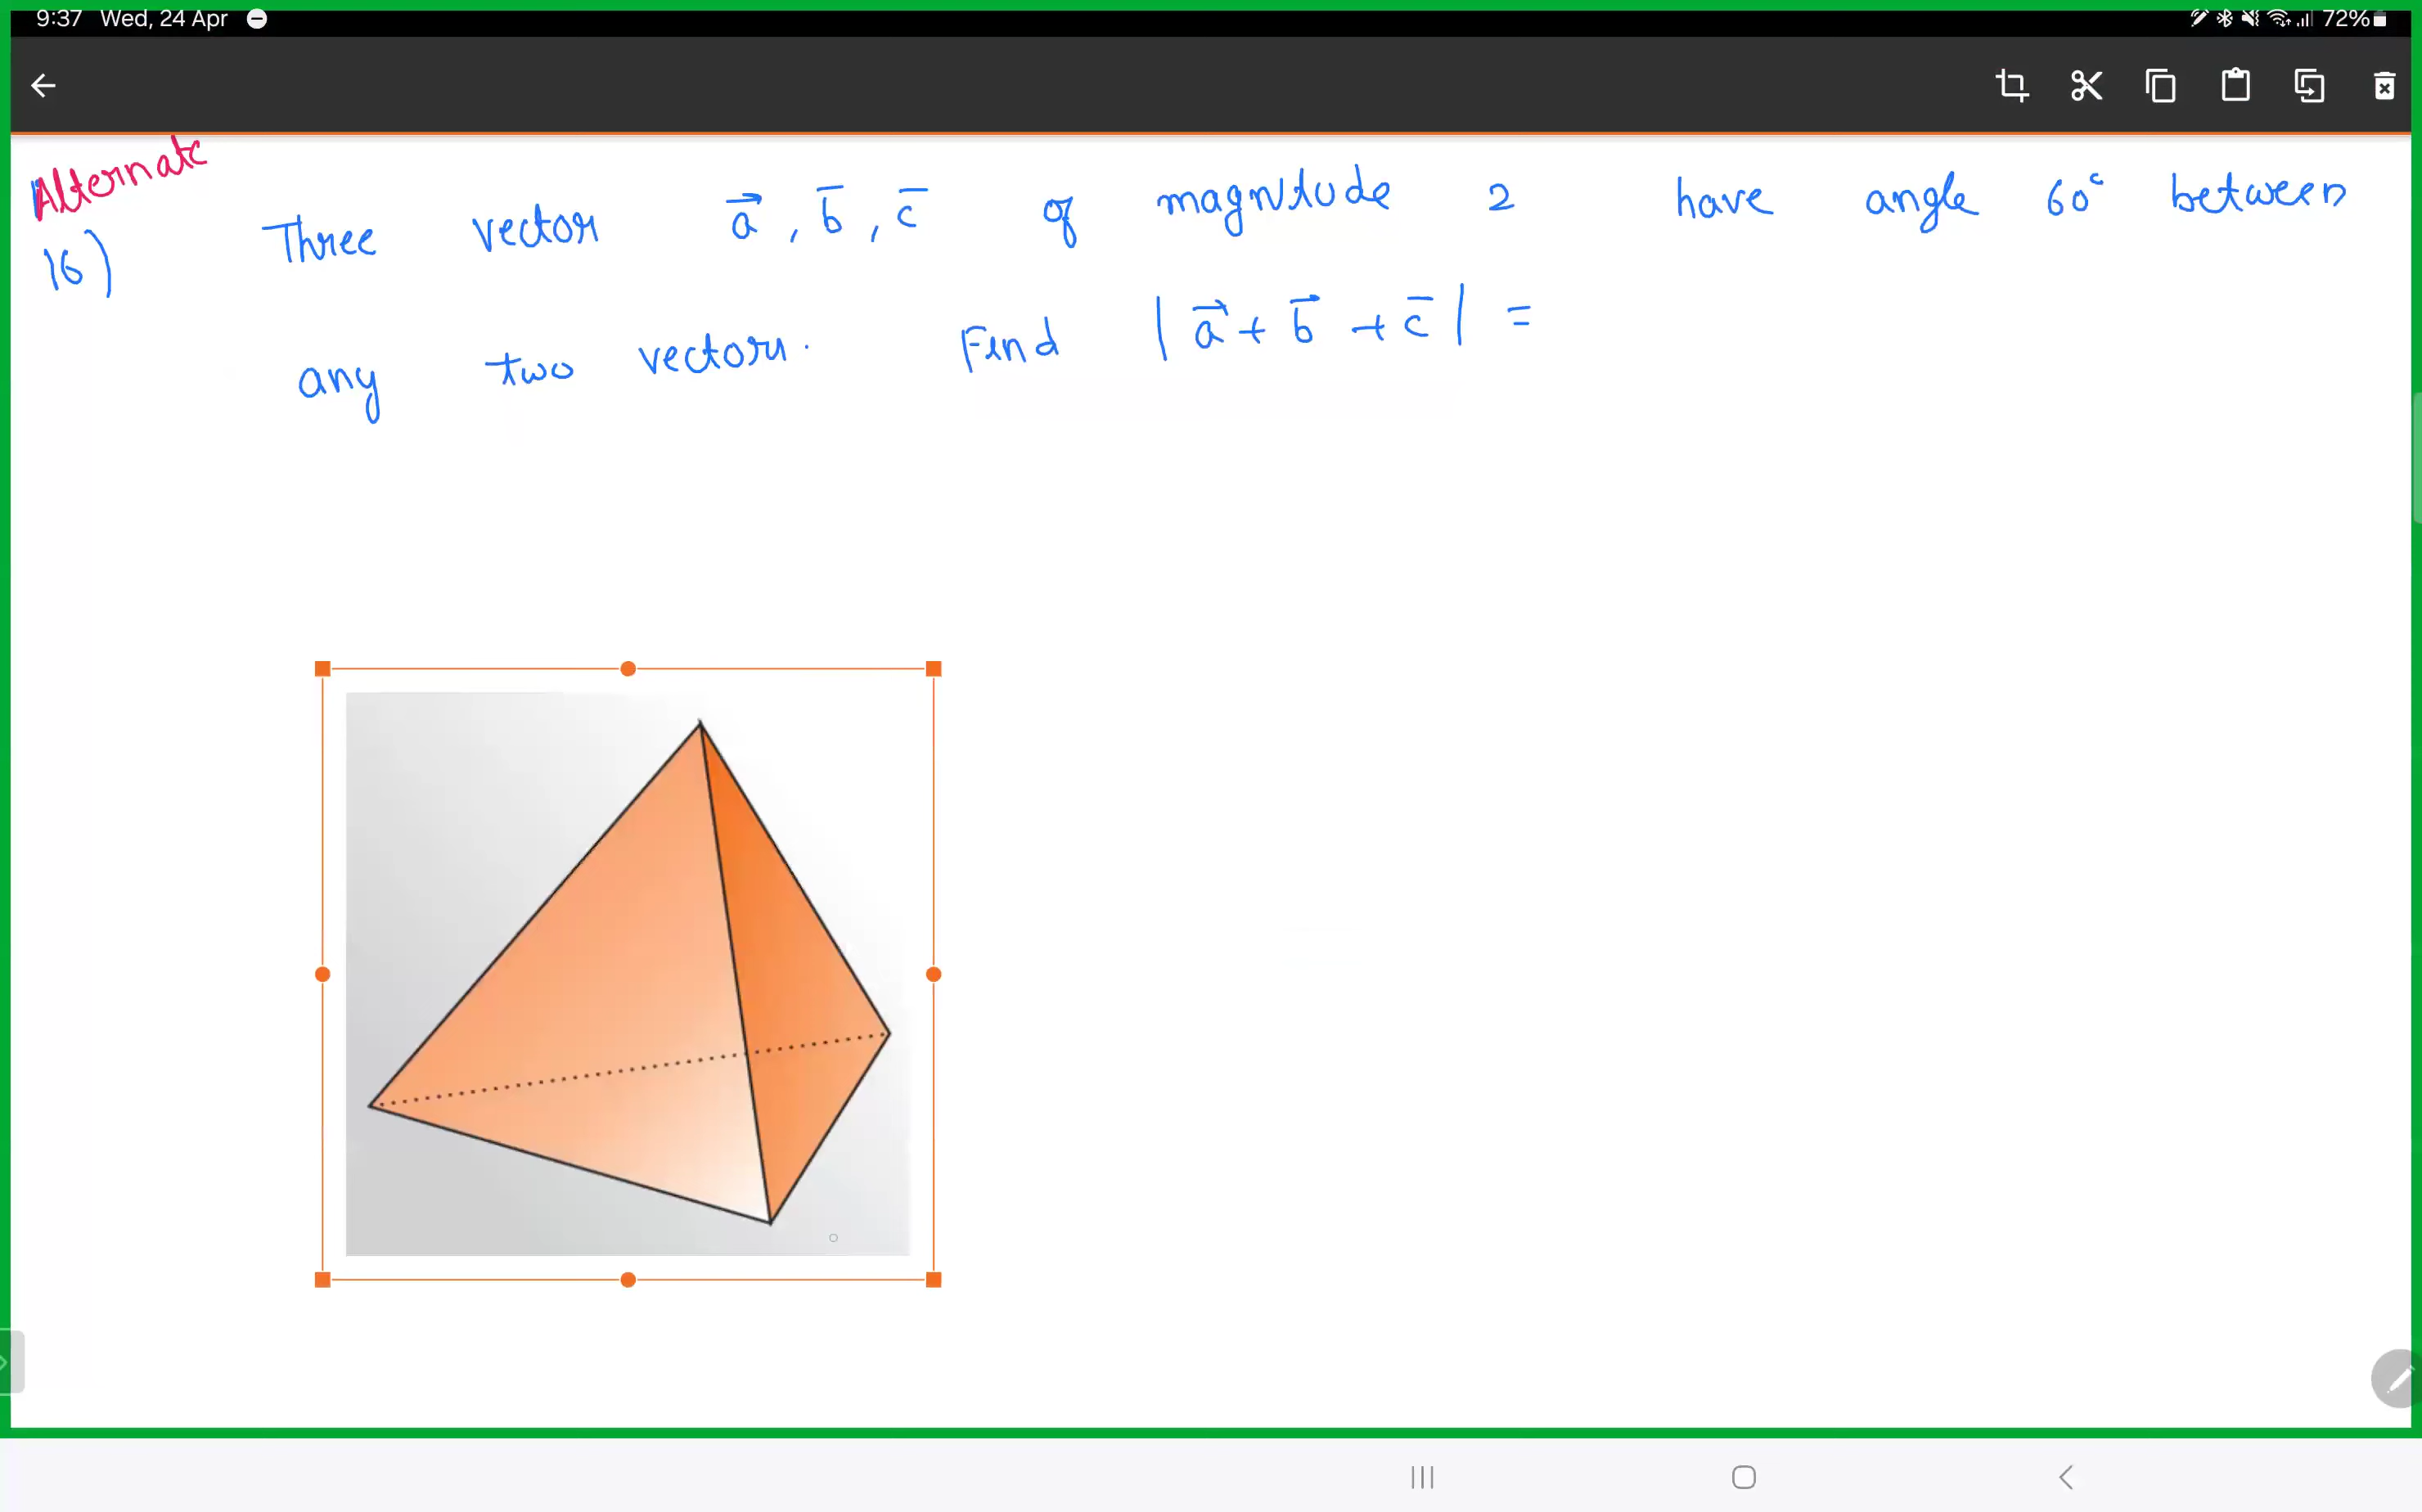 9:37 Wed, 24 Apr 72%
Alternate
16) Three vector a⃗, b̄, c̄ of magnitude 2 have angle 60° between
any two vectors. Find |a⃗ + b⃗ + c̄| =